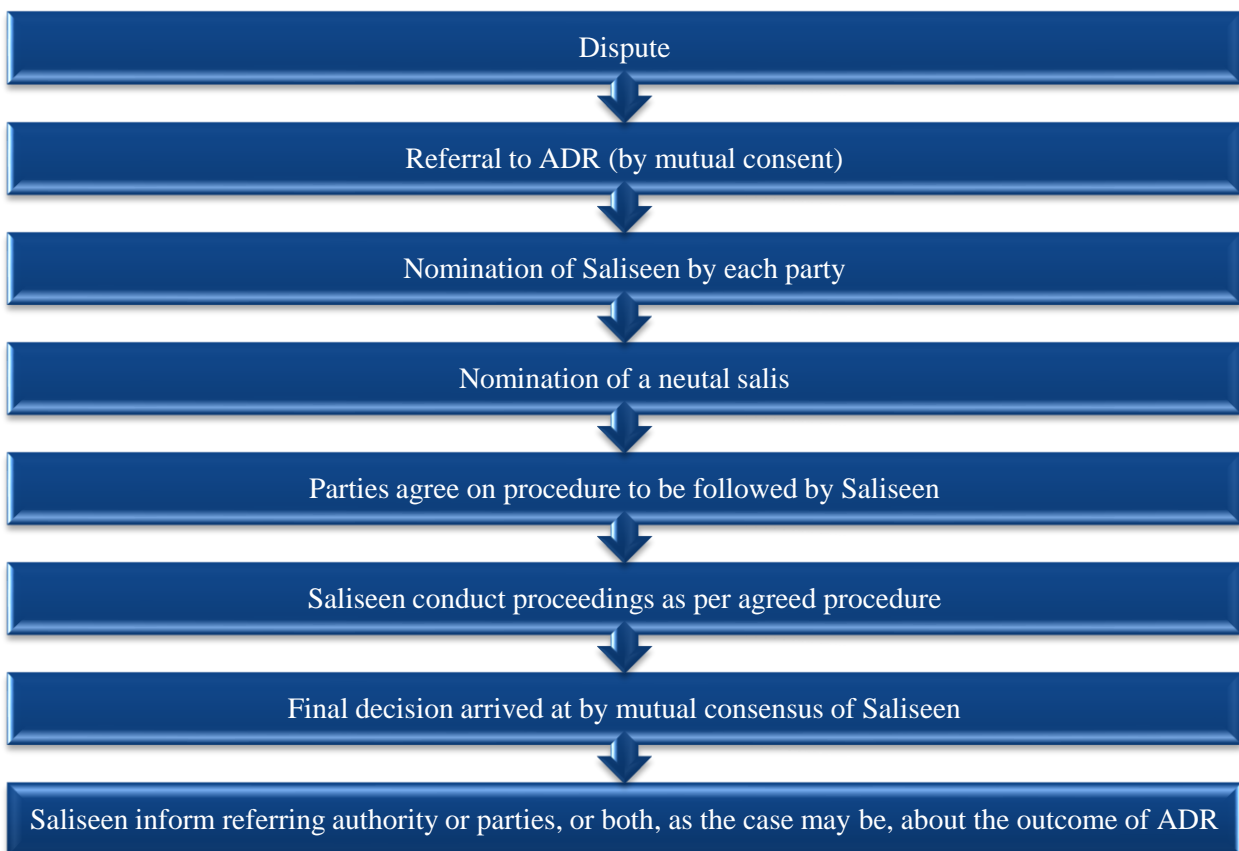 Dispute
Referral to ADR (by mutual consent)
Nomination of Saliseen by each party
Nomination of a neutal salis
Parties agree on procedure to be followed by Saliseen
Saliseen conduct proceedings as per agreed procedure
Final decision arrived at by mutual consensus of Saliseen
Saliseen inform referring authority or parties, or both, as the case may be, about the outcome of ADR